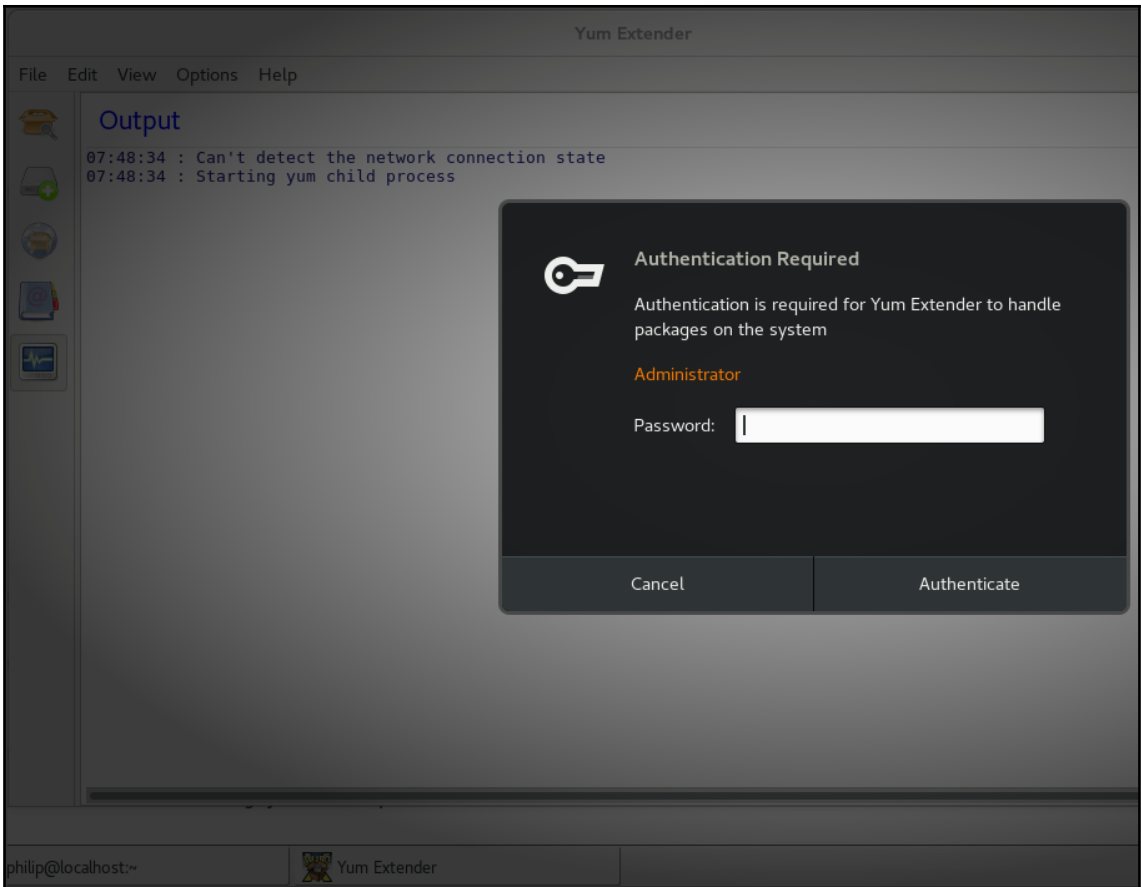 Yum Extender
File Edit View Options Help
Output
07:48:34 : Can't detect the network connection state
07:48:34 : Starting yum child process
Authentication Required
Authentication is required for Yum Extender to handle
packages on the system
Administrator
Password:
Cancel Authenticate
philip@localhost:~ Yum Extender